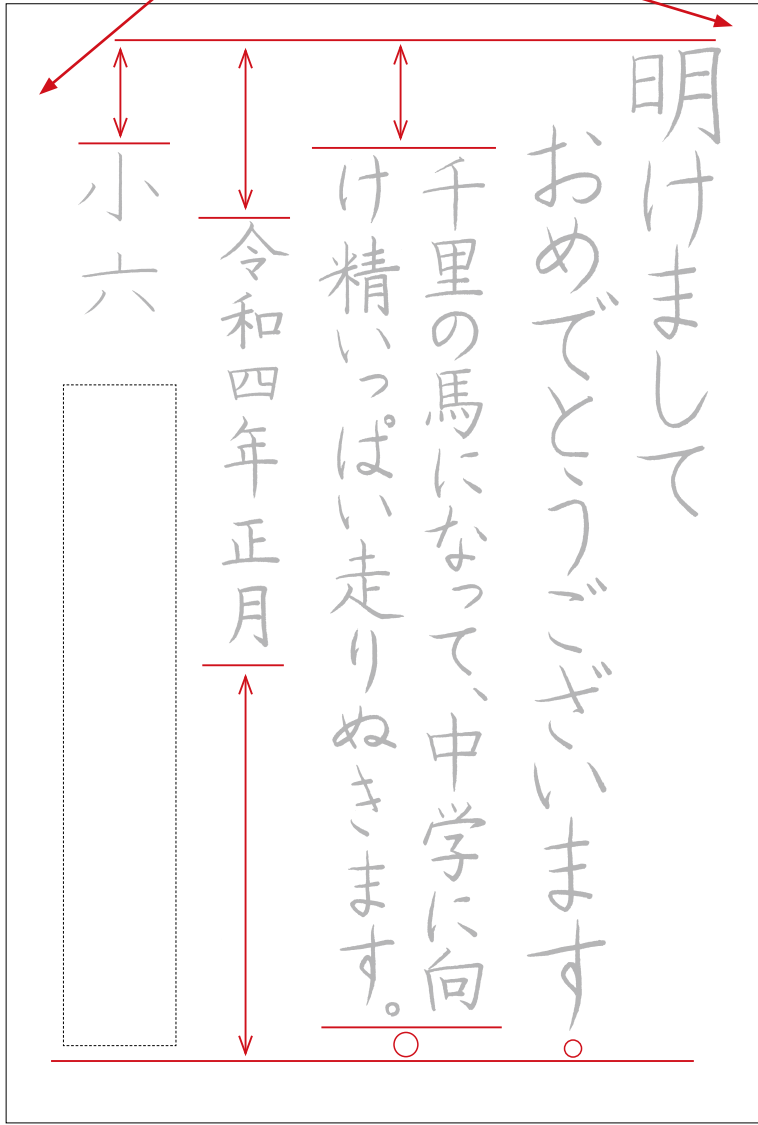 明けまして
おめでとうございます
千里の馬になって、中学に向
け精いっぱい走りぬきます。
令和四年正月
小六